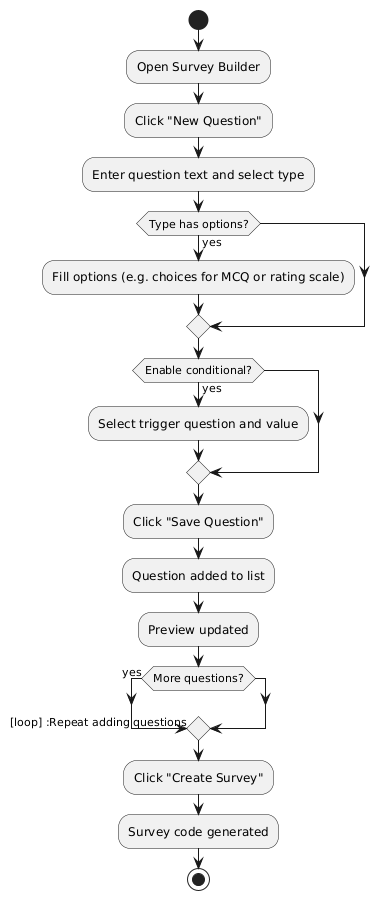 Open Survey Builder
Click "New Question"
Enter question text and select type
Type has options?
yes
Fill options (e.g. choices for MCQ or rating scale)
Enable conditional?
yes
Select trigger question and value
Click "Save Question"
Question added to list
Preview updated
yes
More questions?
[loop] :Repeat adding questions
Click "Create Survey"
Survey code generated